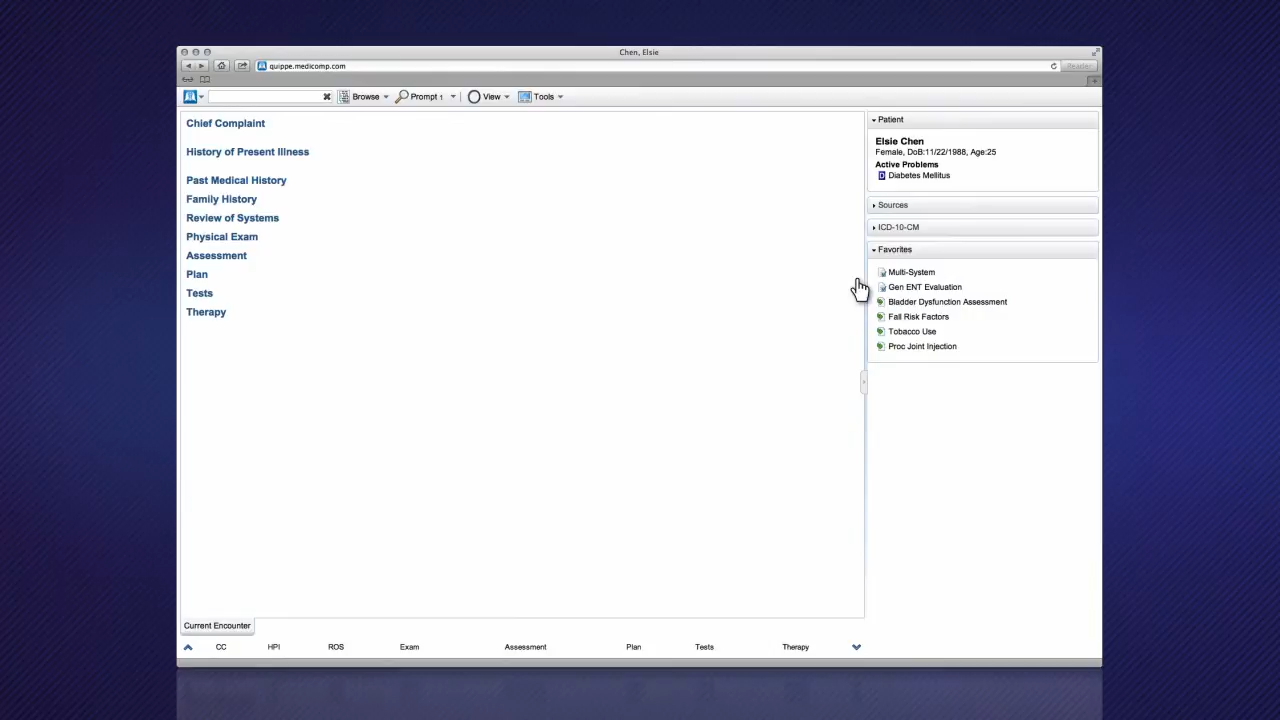 Chen, Elsie
quippe.medicomp.com
Reader
Browse
Prompt 1
View
Tools
Chief Complaint
History of Present Illness
Past Medical History
Family History
Review of Systems
Physical Exam
Assessment
Plan
Tests
Therapy
Patient
Elsie Chen
Female, DoB:11/22/1988, Age:25
Active Problems
D Diabetes Mellitus
Sources
ICD-10-CM
Favorites
Multi-System
Gen ENT Evaluation
Bladder Dysfunction Assessment
Fall Risk Factors
Tobacco Use
Proc Joint Injection
Current Encounter
CC HPI ROS Exam Assessment Plan Tests Therapy